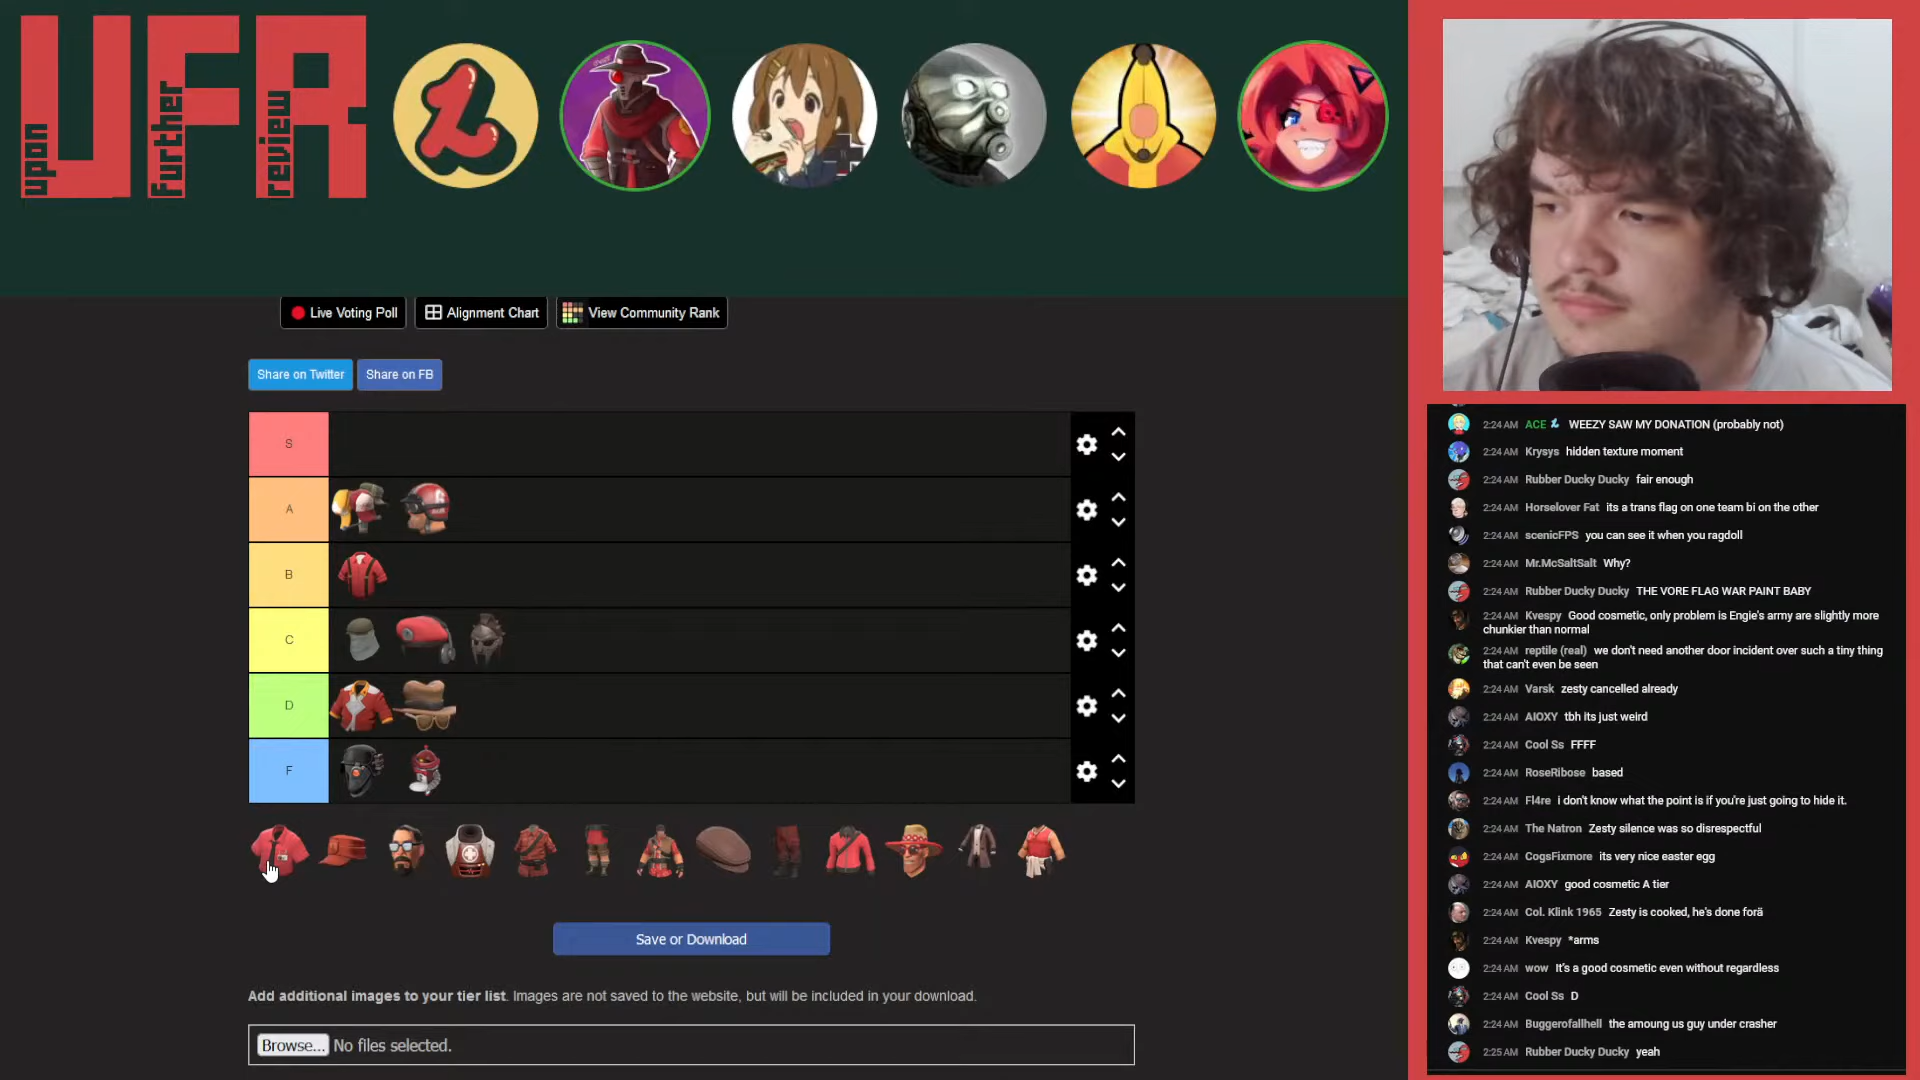 UFR
upon
further
review
Live Voting Poll
Alignment Chart
View Community Rank
Share on Twitter
Share on FB
S
A
B
C
D
F
Save or Download
Add additional images to your tier list. Images are not saved to the website, but will be included in your download.
Browse... No files selected.
2:24 AM ACE WEEZY SAW MY DONATION (probably not)
2:24 AM Krysys hidden texture moment
2:24 AM Rubber Ducky Ducky fair enough
2:24 AM Horselover Fat its a trans flag on one team bi on the other
2:24 AM scenicFPS you can see it when you ragdoll
2:24 AM Mr.McSaltSalt Why?
2:24 AM Rubber Ducky Ducky THE VORE FLAG WAR PAINT BABY
2:24 AM Kvespy Good cosmetic, only problem is Engie's army are slightly more
chunkier than normal
2:24 AM reptile (real) we don't need another door incident over such a tiny thing
that can't even be seen
2:24 AM Varsk zesty cancelled already
2:24 AM AIOXY tbh its just weird
2:24 AM Cool Ss FFFF
2:24 AM RoseRibose based
2:24 AM Fl4re i don't know what the point is if you're just going to hide it.
2:24 AM The Natron Zesty silence was so disrespectful
2:24 AM CogsFixmore its very nice easter egg
2:24 AM AIOXY good cosmetic A tier
2:24 AM Col. Klink 1965 Zesty is cooked, he's done forä
2:24 AM Kvespy *arms
2:24 AM wow It's a good cosmetic even without regardless
2:24 AM Cool Ss D
2:24 AM Buggerofallhell the amoung us guy under crasher
2:25 AM Rubber Ducky Ducky yeah